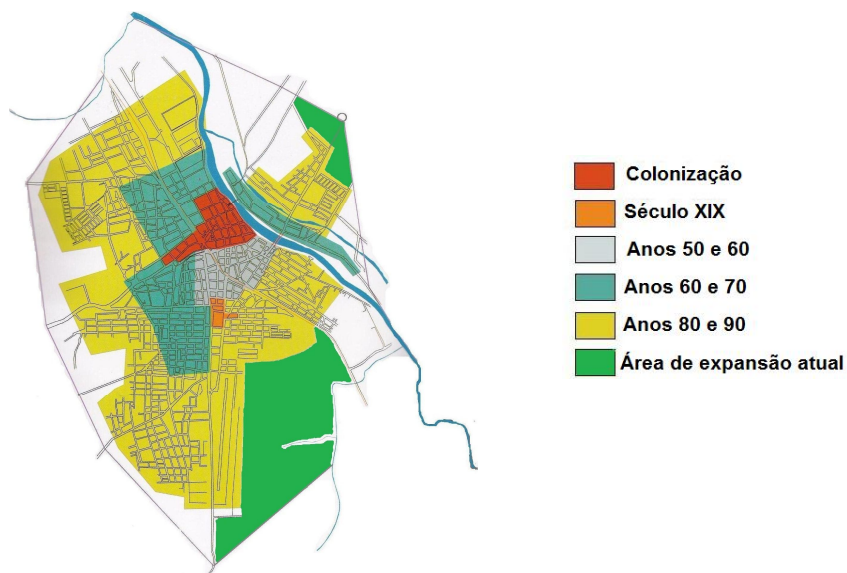 Colonização
Século XIX
Anos 50 e 60
Anos 60 e 70
Anos 80 e 90
Área de expansão atual